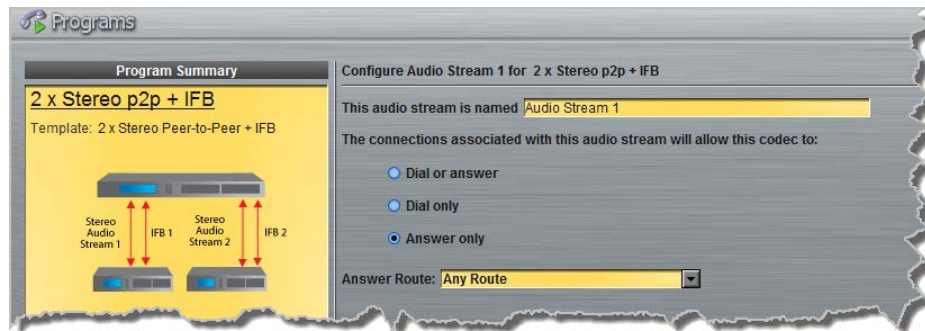 Programs
Program Summary
2 x Stereo p2p + IFB
Template: 2 x Stereo Peer-to-Peer + IFB
Stereo
Audio
Stream 1
IFB 1
Stereo
Audio
Stream 2
IFB 2
Configure Audio Stream 1 for 2 x Stereo p2p + IFB
This audio stream is named Audio Stream 1
The connections associated with this audio stream will allow this codec to:
Dial or answer
Dial only
Answer only
Answer Route: Any Route